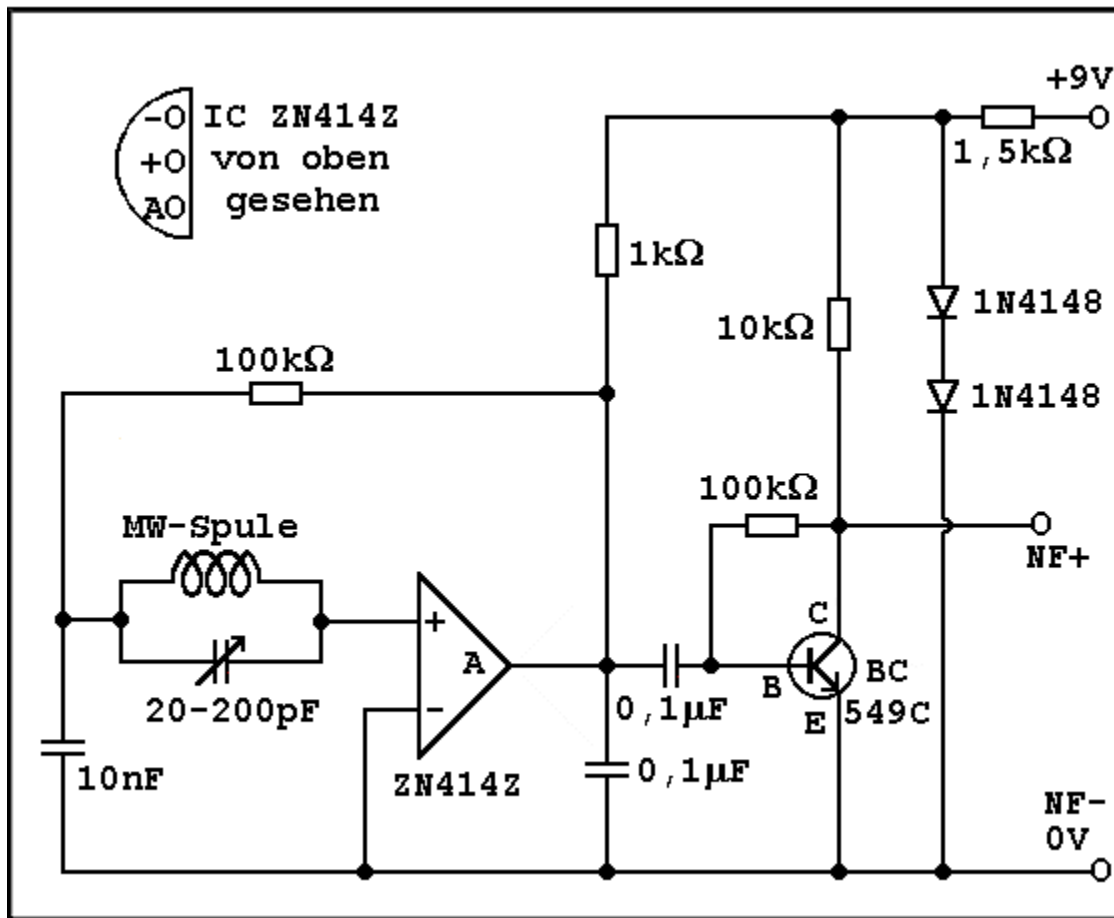 -O IC ZN414Z
+O von oben
AO gesehen
+9V
1,5kΩ
1kΩ
10kΩ
1N4148
1N4148
100kΩ
100kΩ
NF+
MW-Spule
20-200pF
10nF
+
-
A
ZN414Z
0,1µF
0,1µF
C
B
E
BC
549C
NF-
0V